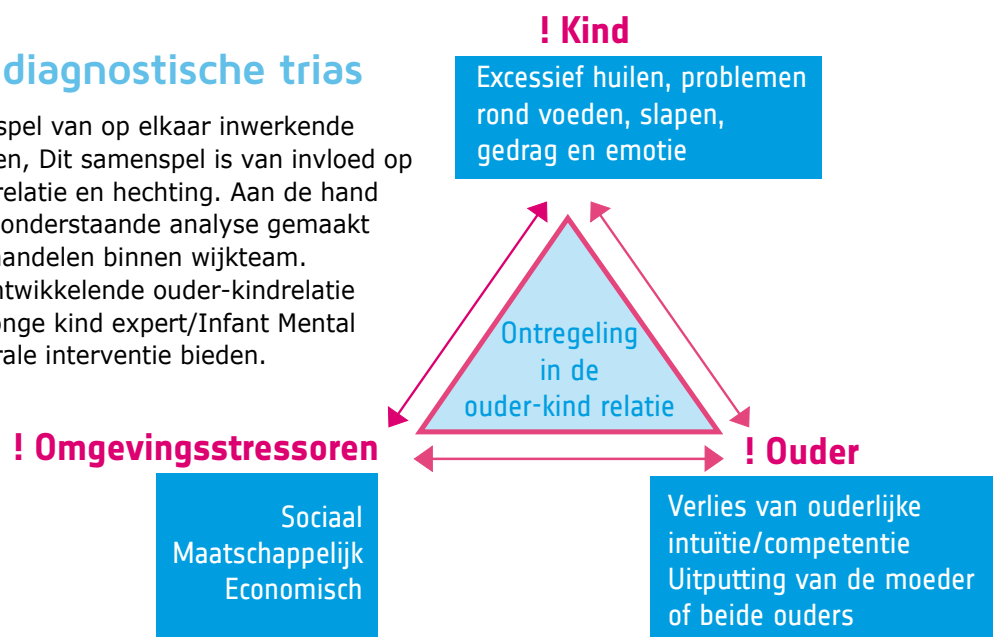 diagnostische trias
spel van op elkaar inwerkende
en, Dit samenspel is van invloed op
relatie en hechting. Aan de hand
onderstaande analyse gemaakt
andelen binnen wijkteam.
ntwikkelende ouder-kindrelatie
onge kind expert/Infant Mental
rale interventie bieden.
! Kind
Excessief huilen, problemen
rond voeden, slapen,
gedrag en emotie
Ontregeling
in de
ouder-kind relatie
! Omgevingsstressoren
Sociaal
Maatschappelijk
Economisch
! Ouder
Verlies van ouderlijke
intuïtie/competentie
Uitputting van de moeder
of beide ouders